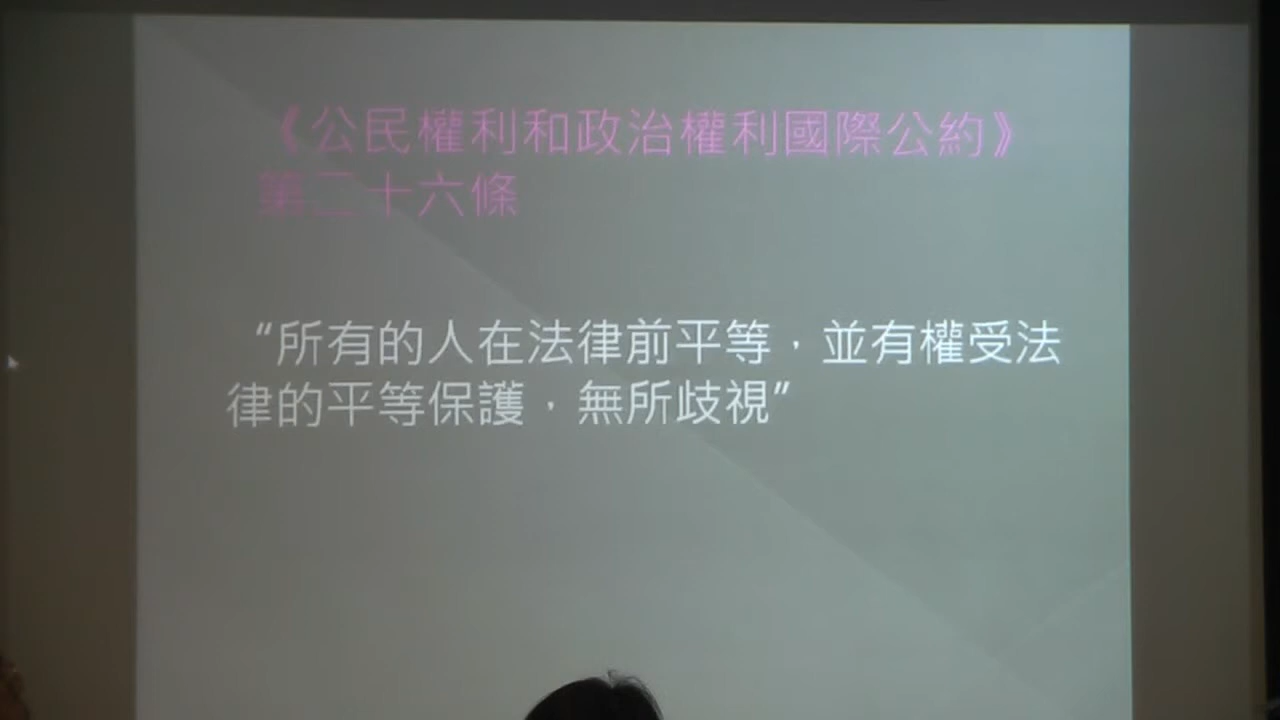 《公民權利和政治權利國際公約》
第二十六條
“所有的人在法律前平等，並有權受法
律的平等保護，無所歧視”